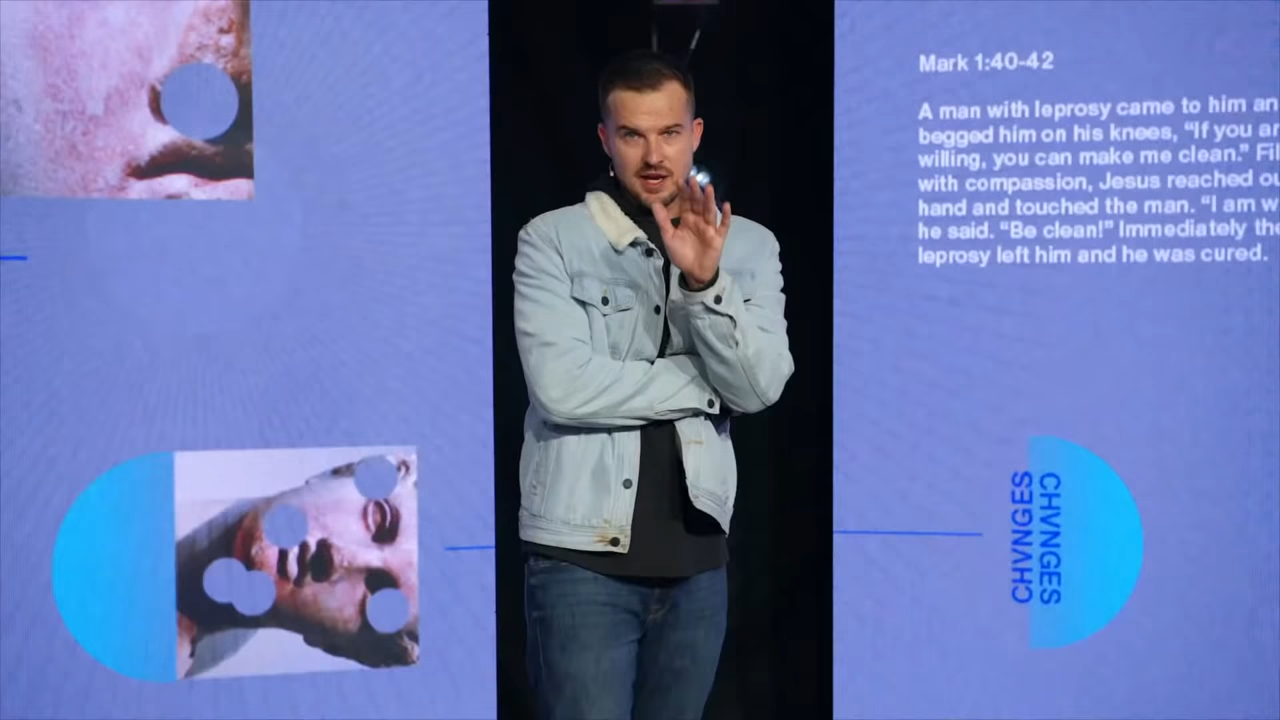 Mark 1:40-42
A man with leprosy came to him an
begged him on his knees, “If you ar
willing, you can make me clean.” Fil
with compassion, Jesus reached ou
hand and touched the man. “I am w
he said. “Be clean!” Immediately the
leprosy left him and he was cured.
CHVNGES
CHVNGES